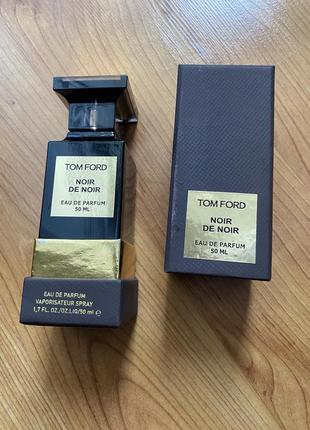 TOM FORD
NOIR
DE NOIR
EAU DE PARFUM
50 ML
EAU DE PARFUM
VAPORISATEUR SPRAY
1,7 FL. OZ./OZ.LIQ/50 ml ℮
TOM FORD
NOIR
DE NOIR
EAU DE PARFUM
50 ML